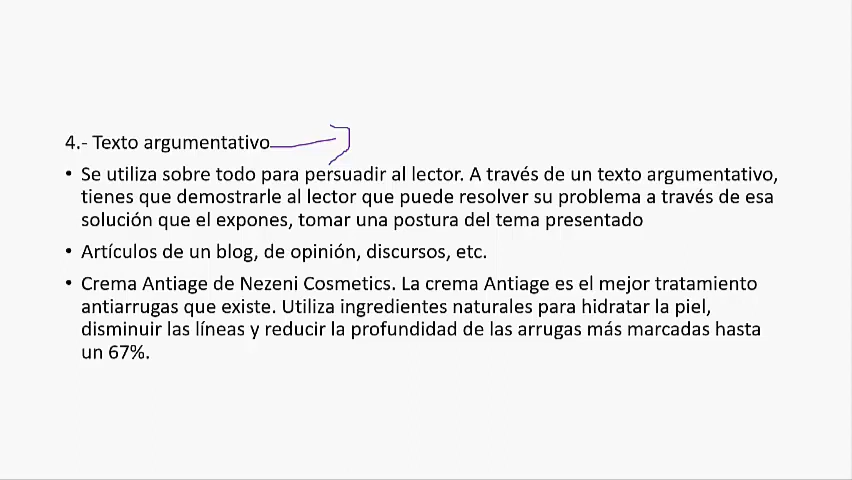 4.- Texto argumentativo
• Se utiliza sobre todo para persuadir al lector. A través de un texto argumentativo,
tienes que demostrarle al lector que puede resolver su problema a través de esa
solución que el expones, tomar una postura del tema presentado
• Artículos de un blog, de opinión, discursos, etc.
• Crema Antiage de Nezeni Cosmetics. La crema Antiage es el mejor tratamiento
antiarrugas que existe. Utiliza ingredientes naturales para hidratar la piel,
disminuir las líneas y reducir la profundidad de las arrugas más marcadas hasta
un 67%.